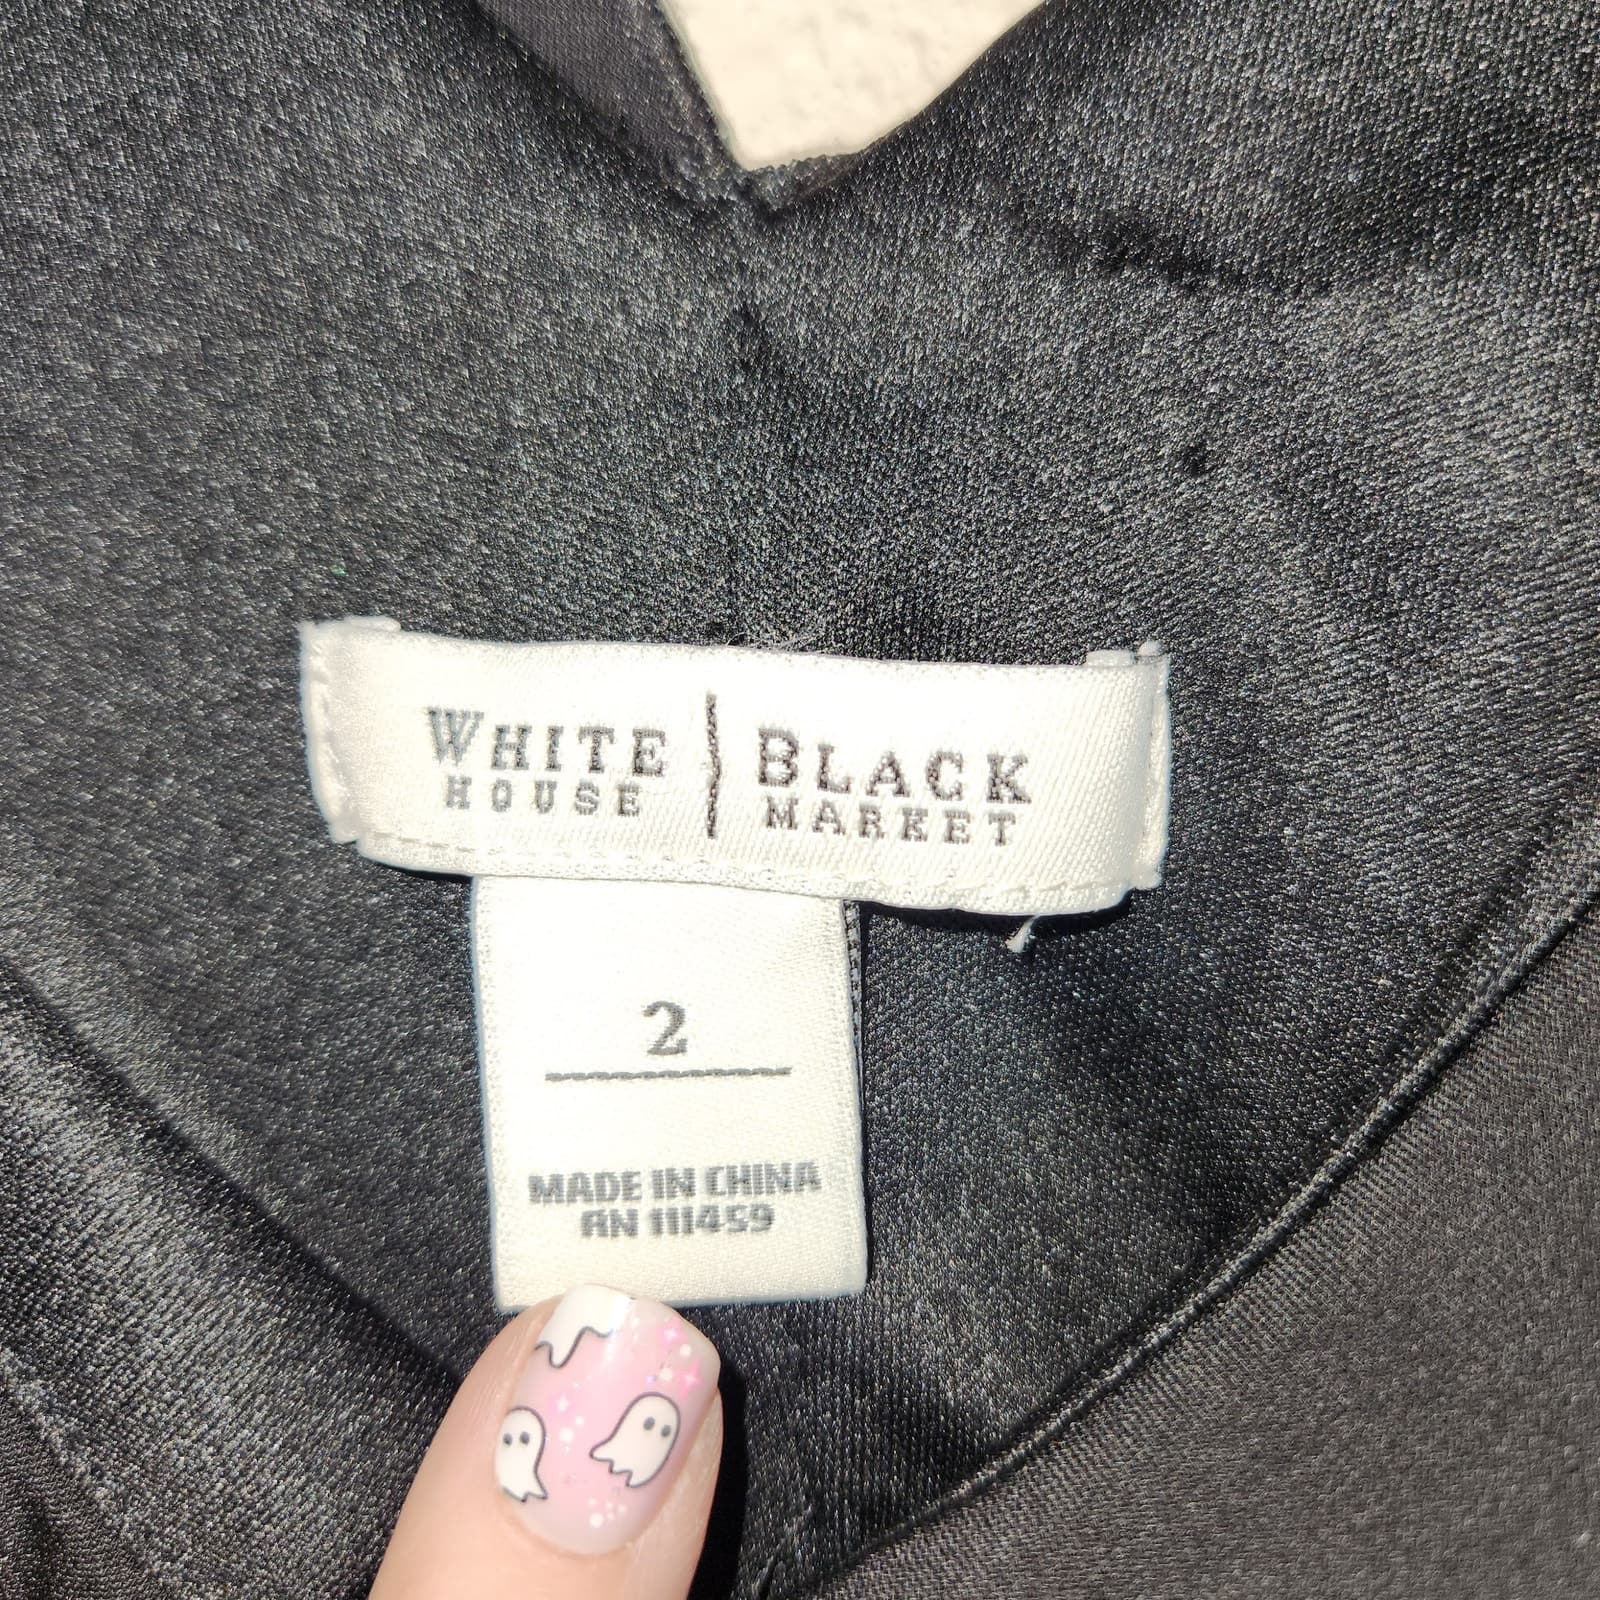 WHITE HOUSE | BLACK MARKET
2
MADE IN CHINA
RN 111459